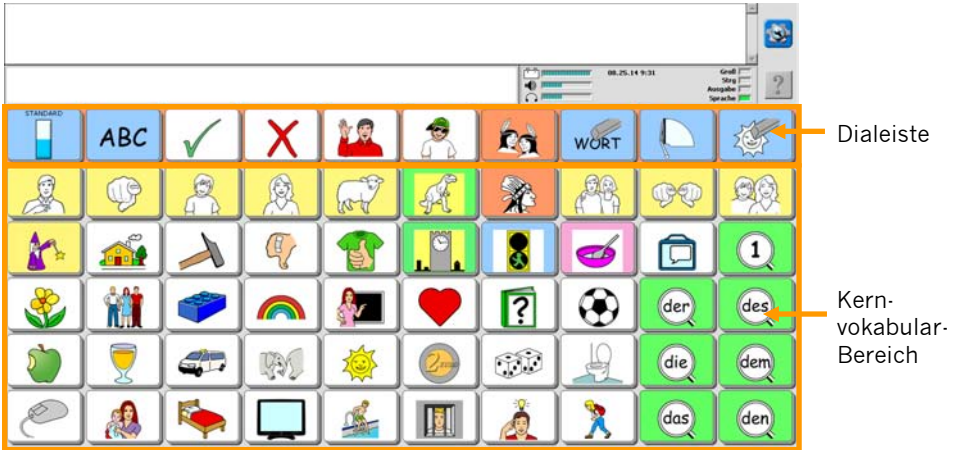 08.25.14 9:31
Groß
Strg
Ausgabe
Sprache
?
STANDARD
ABC
WORT
Dialeiste
1
?
der
des
Kern-
vokabular-
Bereich
2
die
dem
das
den